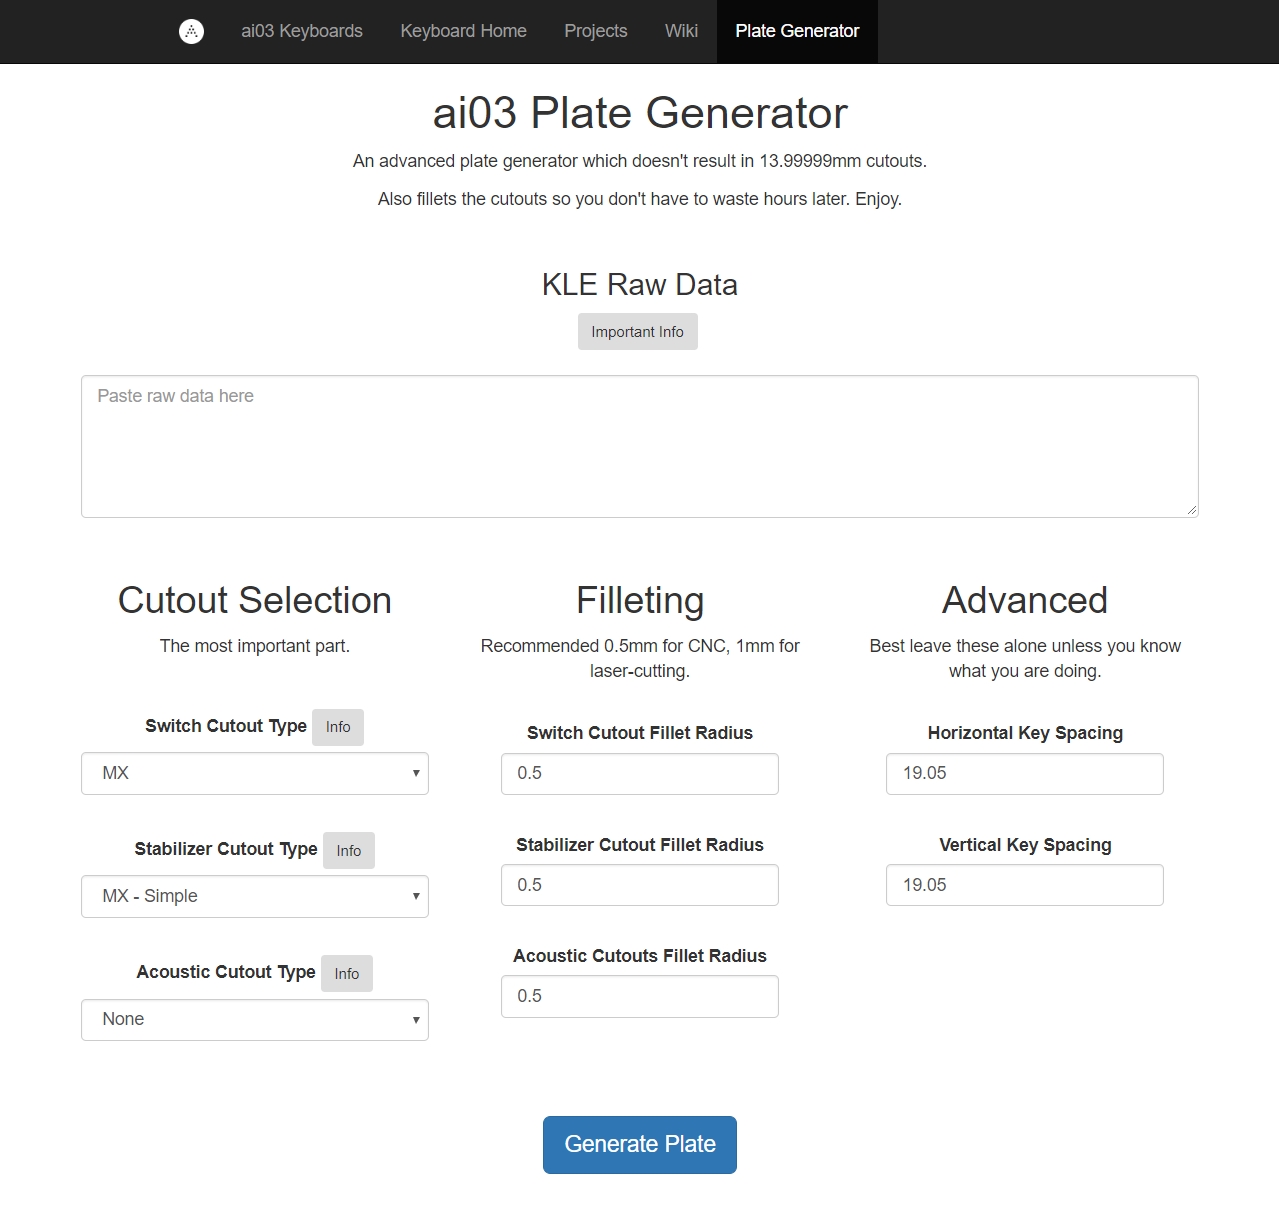 ai03 Keyboards Keyboard Home Projects Wiki Plate Generator
ai03 Plate Generator
An advanced plate generator which doesn't result in 13.99999mm cutouts.
Also fillets the cutouts so you don't have to waste hours later. Enjoy.
KLE Raw Data
Important Info
Paste raw data here
Cutout Selection
The most important part.
Switch Cutout Type Info
MX
Stabilizer Cutout Type Info
MX - Simple
Acoustic Cutout Type Info
None
Filleting
Recommended 0.5mm for CNC, 1mm for
laser-cutting.
Switch Cutout Fillet Radius
0.5
Stabilizer Cutout Fillet Radius
0.5
Acoustic Cutouts Fillet Radius
0.5
Advanced
Best leave these alone unless you know
what you are doing.
Horizontal Key Spacing
19.05
Vertical Key Spacing
19.05
Generate Plate